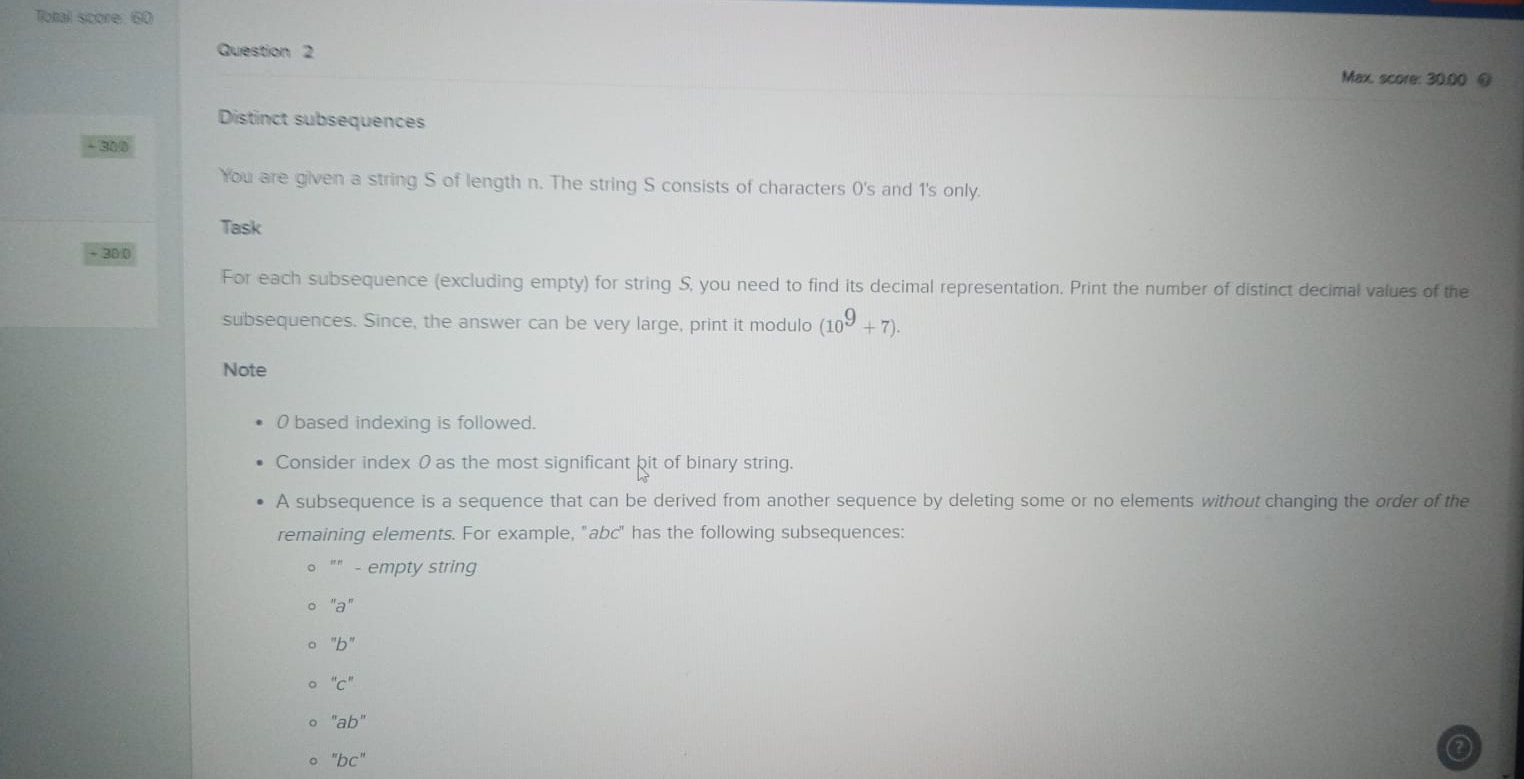 Total score: 60
Question 2
Max. score: 30.00
Distinct subsequences
+ 30.0
You are given a string S of length n. The string S consists of characters 0's and 1's only.
Task
+ 30.0
For each subsequence (excluding empty) for string S, you need to find its decimal representation. Print the number of distinct decimal values of the
subsequences. Since, the answer can be very large, print it modulo (10^9 + 7).
Note
• 0 based indexing is followed.
• Consider index 0 as the most significant bit of binary string.
• A subsequence is a sequence that can be derived from another sequence by deleting some or no elements without changing the order of the
remaining elements. For example, "abc" has the following subsequences:
○ "" - empty string
○ "a"
○ "b"
○ "c"
○ "ab"
○ "bc"
?